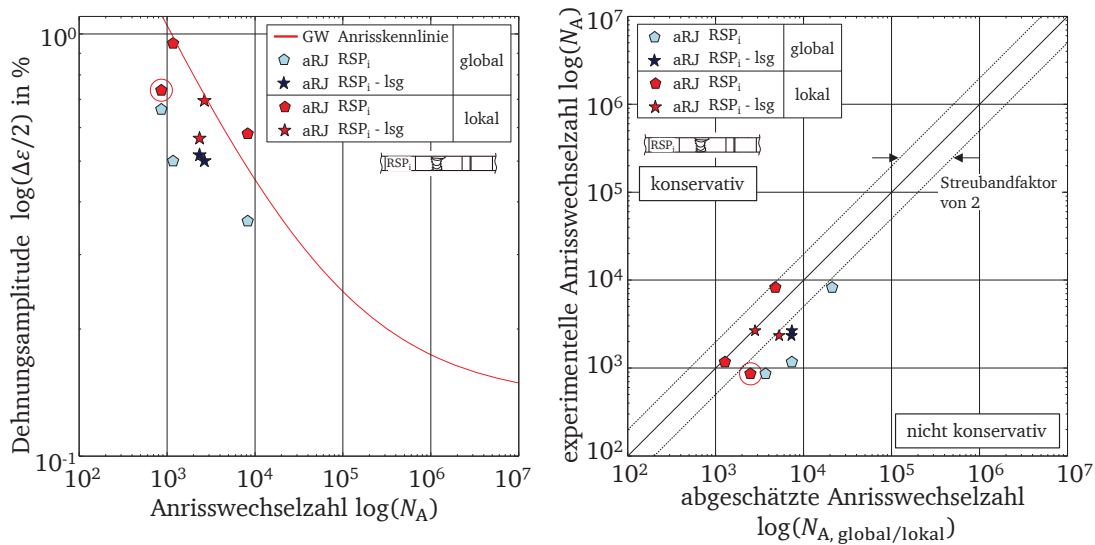 Dehnungsamplitude log(Δε/2) in %
10⁰
10⁻¹
GW Anrisskennlinie
aRJ RSPᵢ
aRJ RSPᵢ - lsg
global
aRJ RSPᵢ
aRJ RSPᵢ - lsg
lokal
RSPᵢ
10² 10³ 10⁴ 10⁵ 10⁶ 10⁷
Anrisswechselzahl log(N_A)
experimentelle Anrisswechselzahl log(N_A)
10⁷
10⁶
10⁵
10⁴
10³
10²
aRJ RSPᵢ
aRJ RSPᵢ - lsg
global
aRJ RSPᵢ
aRJ RSPᵢ - lsg
lokal
RSPᵢ
konservativ
Streubandfaktor
von 2
nicht konservativ
10² 10³ 10⁴ 10⁵ 10⁶ 10⁷
abgeschätzte Anrisswechselzahl
log(N_A, global/lokal)